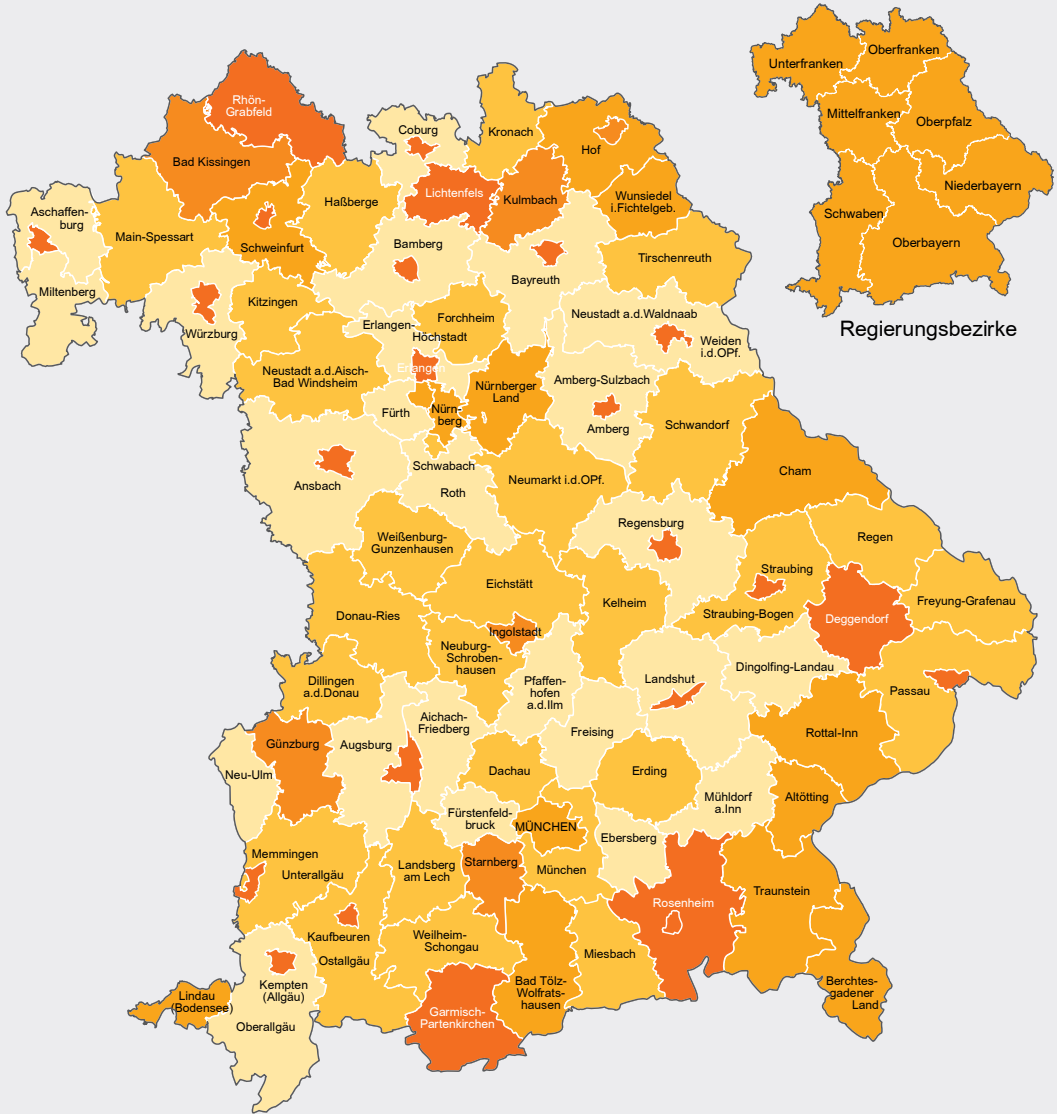 Unterfranken
Oberfranken
Mittelfranken
Oberpfalz
Niederbayern
Schwaben
Oberbayern
Regierungsbezirke
Rhön-
Grabfeld
Bad Kissingen
Coburg
Kronach
Hof
Lichtenfels
Kulmbach
Wunsiedel
i.Fichtelgeb.
Haßberge
Aschaffen-
burg
Main-Spessart
Schweinfurt
Bamberg
Bayreuth
Tirschenreuth
Miltenberg
Würzburg
Kitzingen
Erlangen-
Höchstadt
Forchheim
Neustadt a.d.Waldnaab
Weiden
i.d.OPf.
Neustadt a.d.Aisch-
Bad Windsheim
Erlangen
Nürnberger
Land
Amberg-Sulzbach
Fürth
Nürn-
berg
Amberg
Schwandorf
Ansbach
Schwabach
Roth
Neumarkt i.d.OPf.
Cham
Regensburg
Weißenburg-
Gunzenhausen
Regen
Straubing
Eichstätt
Kelheim
Freyung-Grafenau
Donau-Ries
Straubing-Bogen
Deggendorf
Ingolstadt
Neuburg-
Schroben-
hausen
Dingolfing-Landau
Dillingen
a.d.Donau
Pfaffen-
hofen
a.d.Ilm
Landshut
Passau
Aichach-
Friedberg
Günzburg
Augsburg
Freising
Rottal-Inn
Neu-Ulm
Dachau
Erding
Mühldorf
a.Inn
Altötting
Fürstenfeld-
bruck
MÜNCHEN
Ebersberg
Memmingen
Unterallgäu
Landsberg
am Lech
Starnberg
München
Traunstein
Rosenheim
Kaufbeuren
Ostallgäu
Weilheim-
Schongau
Miesbach
Kempten
(Allgäu)
Bad Tölz-
Wolfrats-
hausen
Berchtes-
gadener
Land
Lindau
(Bodensee)
Oberallgäu
Garmisch-
Partenkirchen